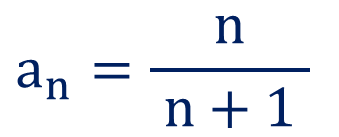 aₙ = n / (n + 1)